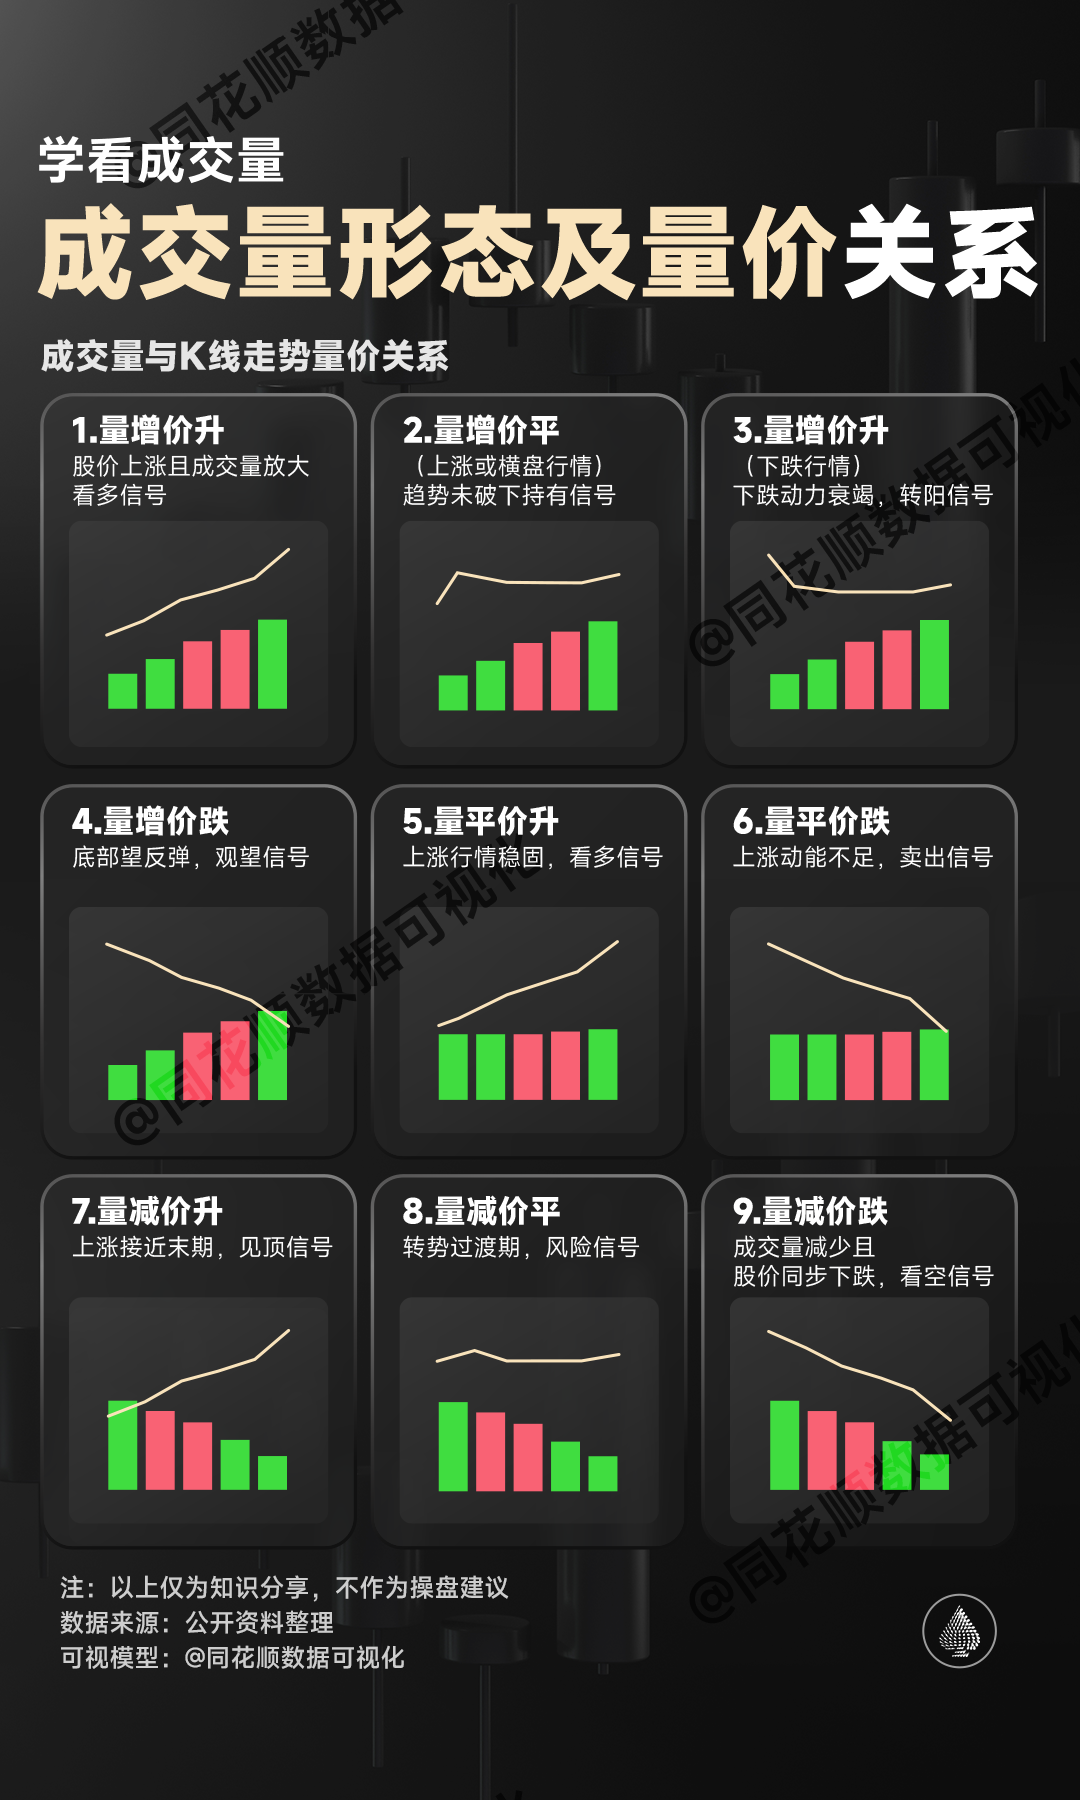 学看成交量
成交量形态及量价关系
成交量与K线走势量价关系
1.量增价升
股价上涨且成交量放大
看多信号
2.量增价平
（上涨或横盘行情）
趋势未破下持有信号
3.量增价升
（下跌行情）
下跌动力衰竭，转阳信号
4.量增价跌
底部望反弹，观望信号
5.量平价升
上涨行情稳固，看多信号
6.量平价跌
上涨动能不足，卖出信号
7.量减价升
上涨接近末期，见顶信号
8.量减价平
转势过渡期，风险信号
9.量减价跌
成交量减少且
股价同步下跌，看空信号
注：以上仅为知识分享，不作为操盘建议
数据来源：公开资料整理
可视模型：@同花顺数据可视化
@同花顺数据
@同花顺数据可视化
@同花顺数据可视化
@同花顺数据可视化